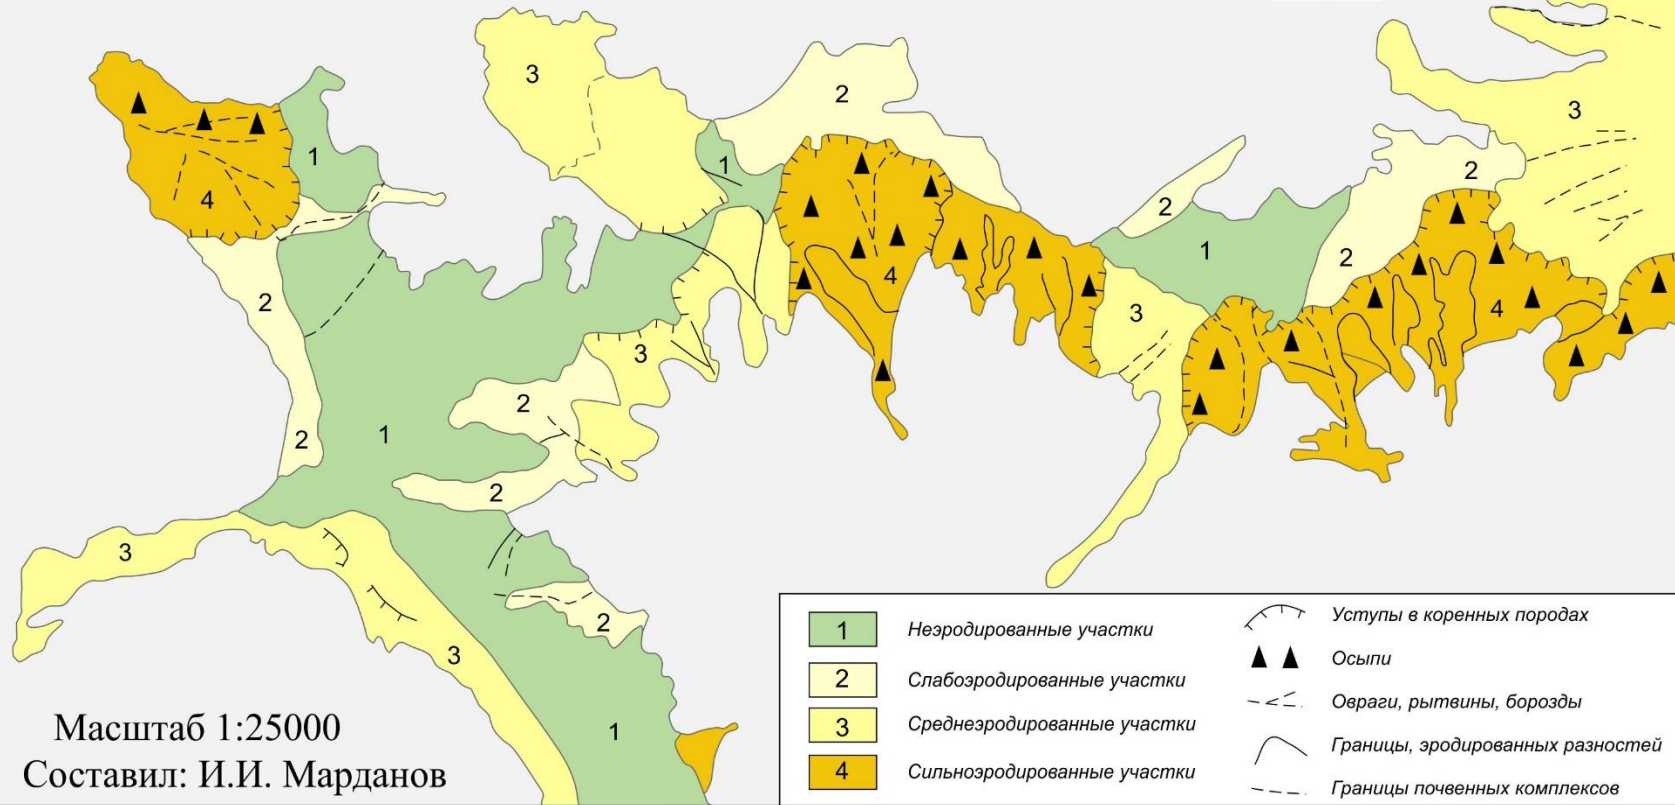 3
2
3
1
1
2
4
4
2
1
2
3
2
3
4
2
2
1
2
3
2
3
1
1 Неэродированные участки
2 Слабоэродированные участки
3 Среднеэродированные участки
4 Сильноэродированные участки
Уступы в коренных породах
Осыпи
Овраги, рытвины, борозды
Границы, эродированных разностей
Границы почвенных комплексов
Масштаб 1:25000
Составил: И.И. Марданов